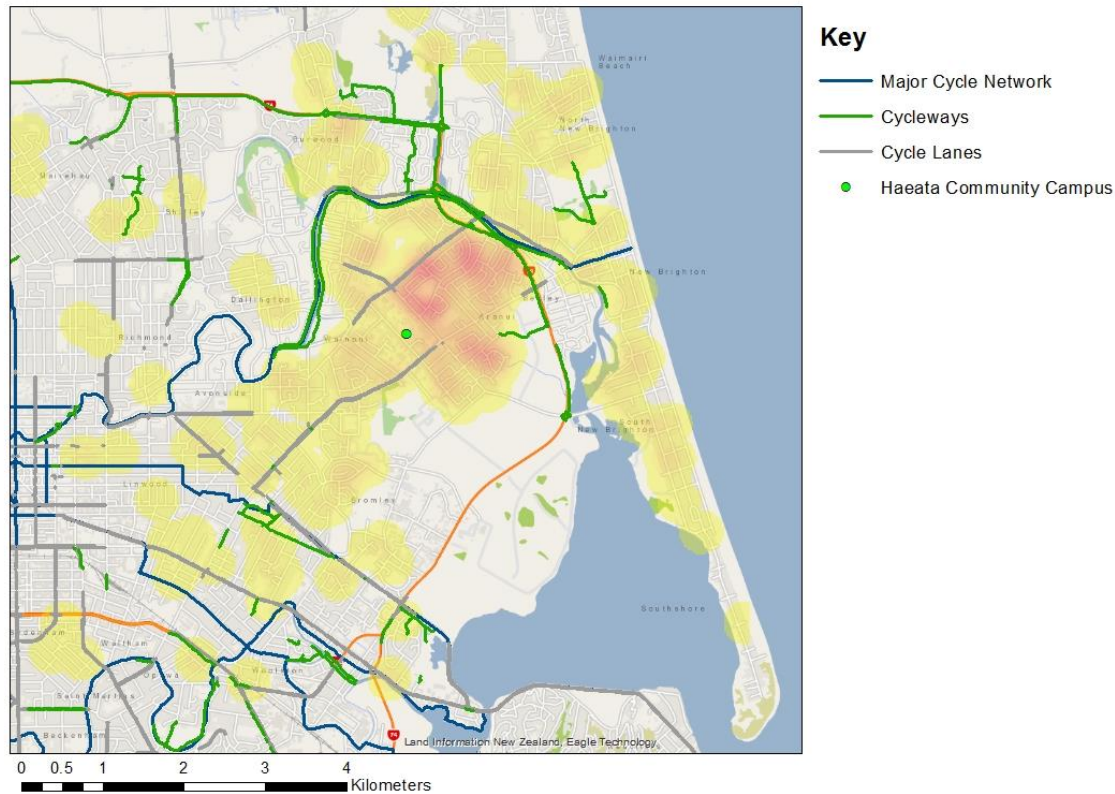 Key
Major Cycle Network
Cycleways
Cycle Lanes
Haeata Community Campus
Waimairi
Beach
North
New Brighton
Burwood
Mairehau
Shirley
New Brighton
Dallington
Bexley
Aranui
Wainoni
Richmond
Avonside
South
New Brighton
Linwood
Bromley
Southshore
Sydenham
Waltham
Opawa
Woolston
Saint Martins
Beckenham
74
Land Information New Zealand, Eagle Technology
0 0.5 1 2 3 4
Kilometers